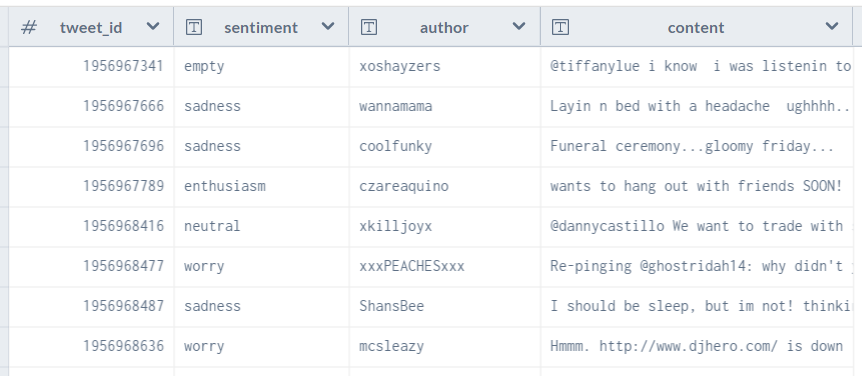 # tweet_id T sentiment T author T content
1956967341 empty xoshayzers @tiffanylue i know  i was listenin to
1956967666 sadness wannamama Layin n bed with a headache  ughhhh..
1956967696 sadness coolfunky Funeral ceremony...gloomy friday...
1956967789 enthusiasm czareaquino wants to hang out with friends SOON!
1956968416 neutral xkilljoyx @dannycastillo We want to trade with
1956968477 worry xxxPEACHESxxx Re-pinging @ghostridah14: why didn't
1956968487 sadness ShansBee I should be sleep, but im not! thinki
1956968636 worry mcsleazy Hmmm. http://www.djhero.com/ is down